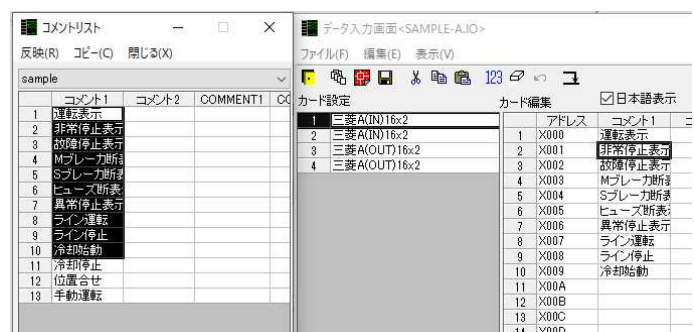 コメントリスト
反映(R) コピー(C) 閉じる(X)
sample
コメント1 コメント2 COMMENT1 CC
1 運転表示
2 非常停止表示
3 故障停止表示
4 Mブレーカ断表
5 Sブレーカ断表
6 ヒューズ断表
7 異常停止表示
8 ライン運転
9 ライン停止
10 冷却始動
11 冷却停止
12 位置合せ
13 手動運転
データ入力画面<SAMPLE-A.IO>
ファイル(F) 編集(E) 表示(V)
123
カード設定
1 三菱A(IN)16x2
2 三菱A(IN)16x2
3 三菱A(OUT)16x2
4 三菱A(OUT)16x2
カード編集 日本語表示
アドレス コメント1
1 X000 運転表示
2 X001 非常停止表示
3 X002 故障停止表示
4 X003 Mブレーカ断表
5 X004 Sブレーカ断表
6 X005 ヒューズ断表
7 X006 異常停止表示
8 X007 ライン運転
9 X008 ライン停止
10 X009 冷却始動
11 X00A
12 X00B
13 X00C
14 X00D